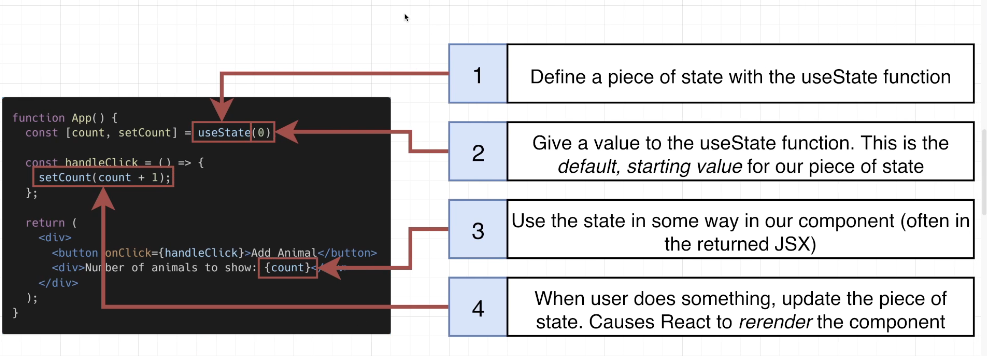 function App() {
const [count, setCount] = useState(0)
const handleClick = () => {
setCount(count + 1);
};
return (
<div>
<button onClick={handleClick}>Add Animal</button>
<div>Number of animals to show: {count}<
</div>
);
}
1
Define a piece of state with the useState function
2
Give a value to the useState function. This is the
default, starting value for our piece of state
3
Use the state in some way in our component (often in
the returned JSX)
4
When user does something, update the piece of
state. Causes React to rerender the component